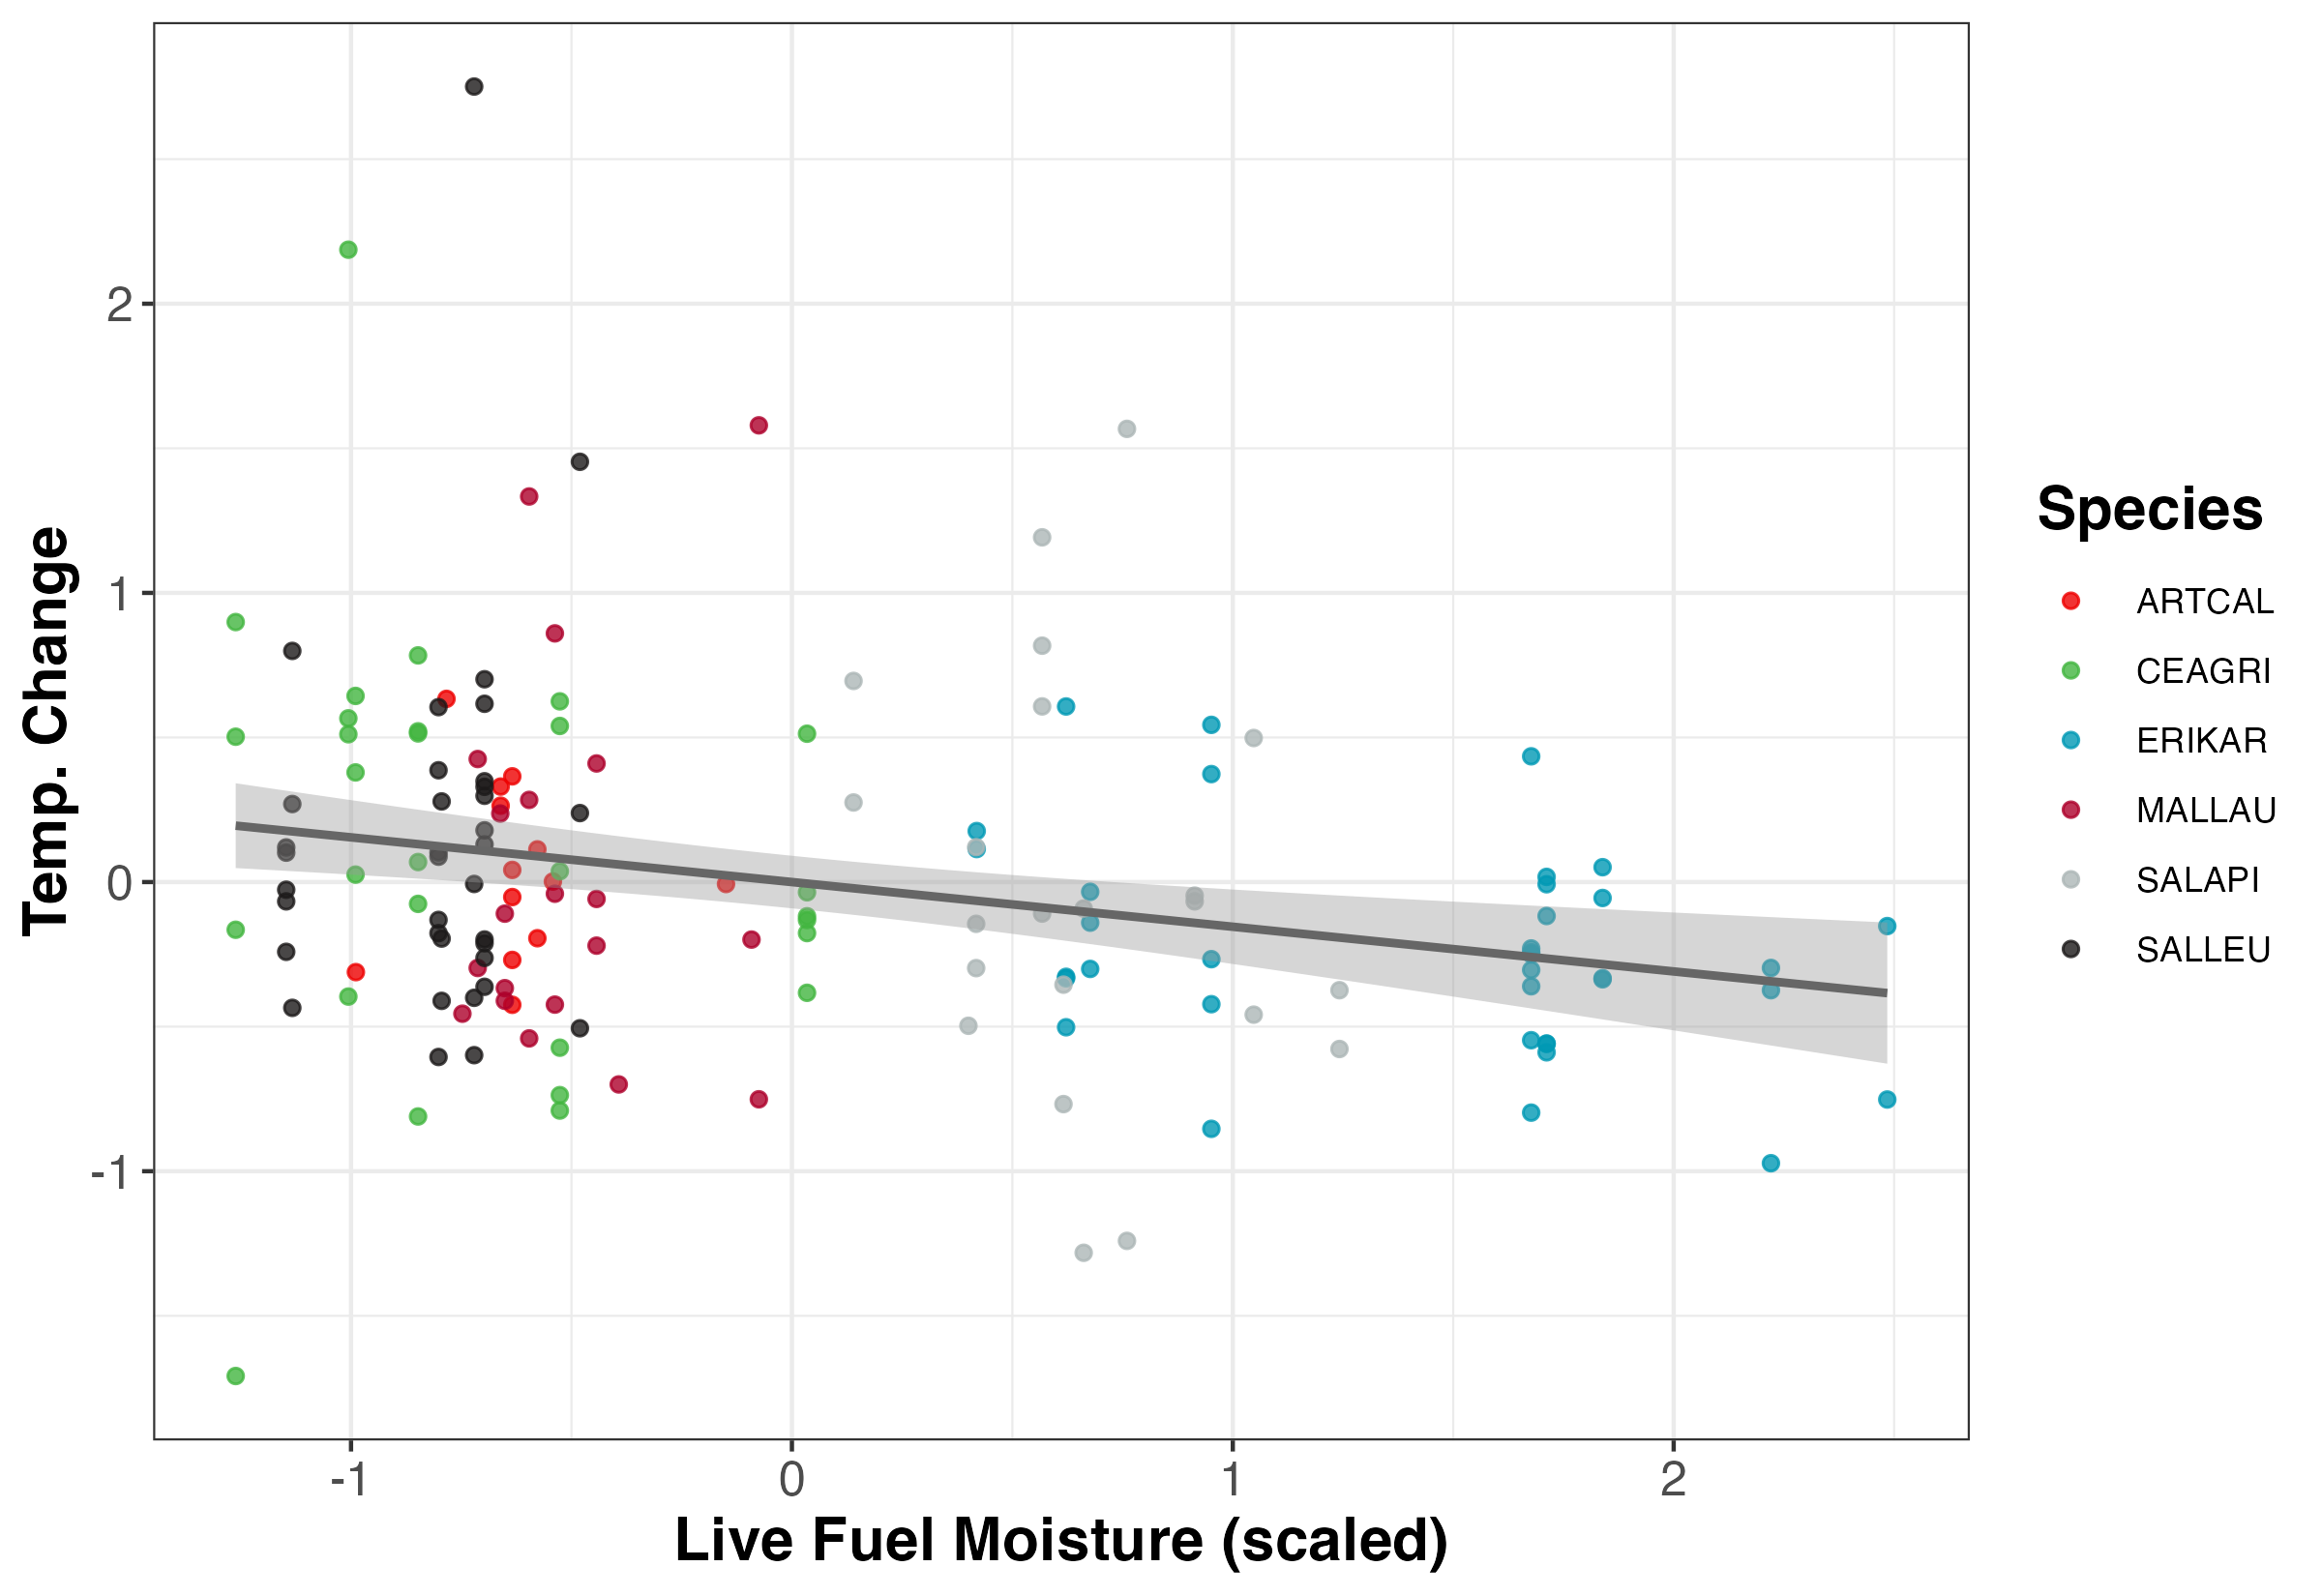 Temp. Change
2
1
0
-1
-1
0
1
2
Live Fuel Moisture (scaled)
Species
ARTCAL
CEAGRI
ERIKAR
MALLAU
SALAPI
SALLEU